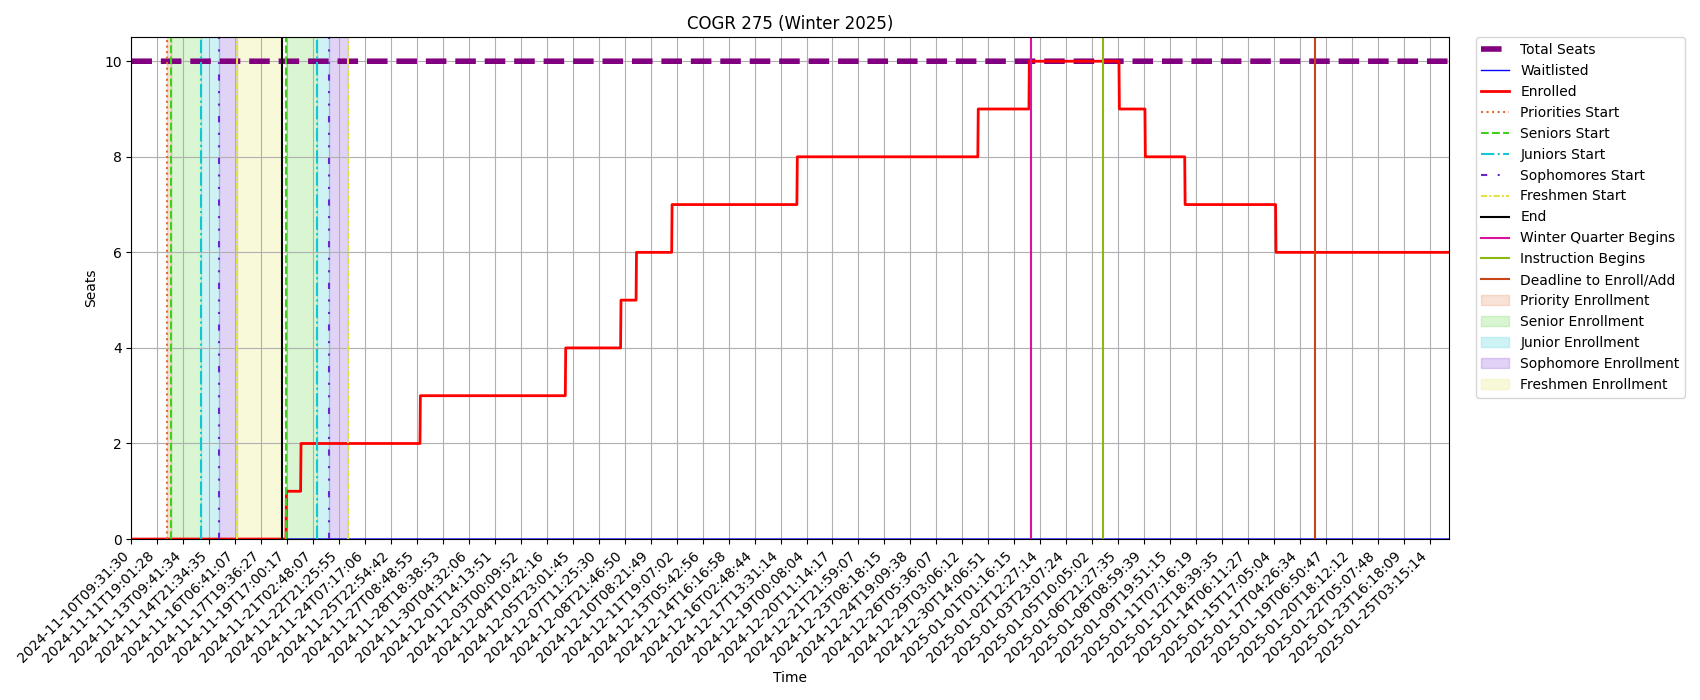 COGR 275 (Winter 2025)
Seats
10
8
6
4
2
0
2024-11-10T09:31:30
2024-11-11T19:01:28
2024-11-13T09:41:34
2024-11-14T21:34:35
2024-11-16T06:41:07
2024-11-17T19:36:27
2024-11-19T17:00:17
2024-11-21T02:48:07
2024-11-22T21:25:55
2024-11-24T07:17:06
2024-11-25T22:54:42
2024-11-27T08:48:55
2024-11-28T18:38:53
2024-11-30T04:32:06
2024-12-01T14:13:51
2024-12-03T00:09:52
2024-12-04T10:42:16
2024-12-05T23:01:45
2024-12-07T11:25:30
2024-12-08T21:46:50
2024-12-10T08:21:49
2024-12-11T19:07:02
2024-12-13T05:42:56
2024-12-14T16:16:58
2024-12-16T02:48:44
2024-12-17T13:31:14
2024-12-19T00:08:04
2024-12-20T11:14:17
2024-12-21T21:59:07
2024-12-23T08:18:15
2024-12-24T19:09:38
2024-12-26T05:36:07
2024-12-29T03:06:12
2024-12-30T14:06:51
2025-01-01T01:16:15
2025-01-02T12:27:14
2025-01-03T23:07:24
2025-01-05T10:05:02
2025-01-06T21:27:35
2025-01-08T08:59:39
2025-01-09T19:51:15
2025-01-11T07:16:19
2025-01-12T18:39:35
2025-01-14T06:11:27
2025-01-15T17:05:04
2025-01-17T04:26:34
2025-01-19T06:50:47
2025-01-20T18:12:12
2025-01-22T05:07:48
2025-01-23T16:18:09
2025-01-25T03:15:14
Time
Total Seats
Waitlisted
Enrolled
Priorities Start
Seniors Start
Juniors Start
Sophomores Start
Freshmen Start
End
Winter Quarter Begins
Instruction Begins
Deadline to Enroll/Add
Priority Enrollment
Senior Enrollment
Junior Enrollment
Sophomore Enrollment
Freshmen Enrollment